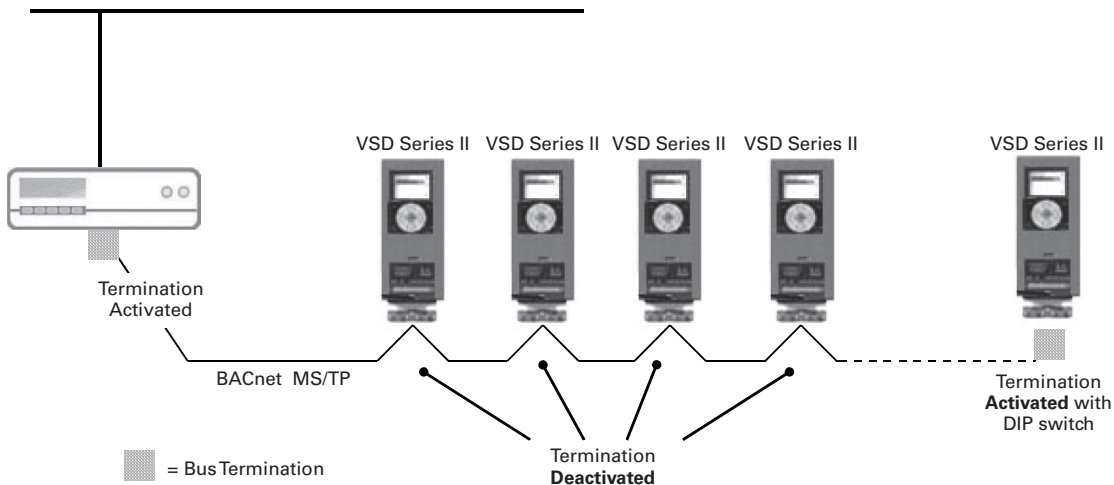 VSD Series II VSD Series II VSD Series II VSD Series II VSD Series II
Termination
Activated
BACnet MS/TP
Termination
Activated with
DIP switch
Termination
Deactivated
= Bus Termination